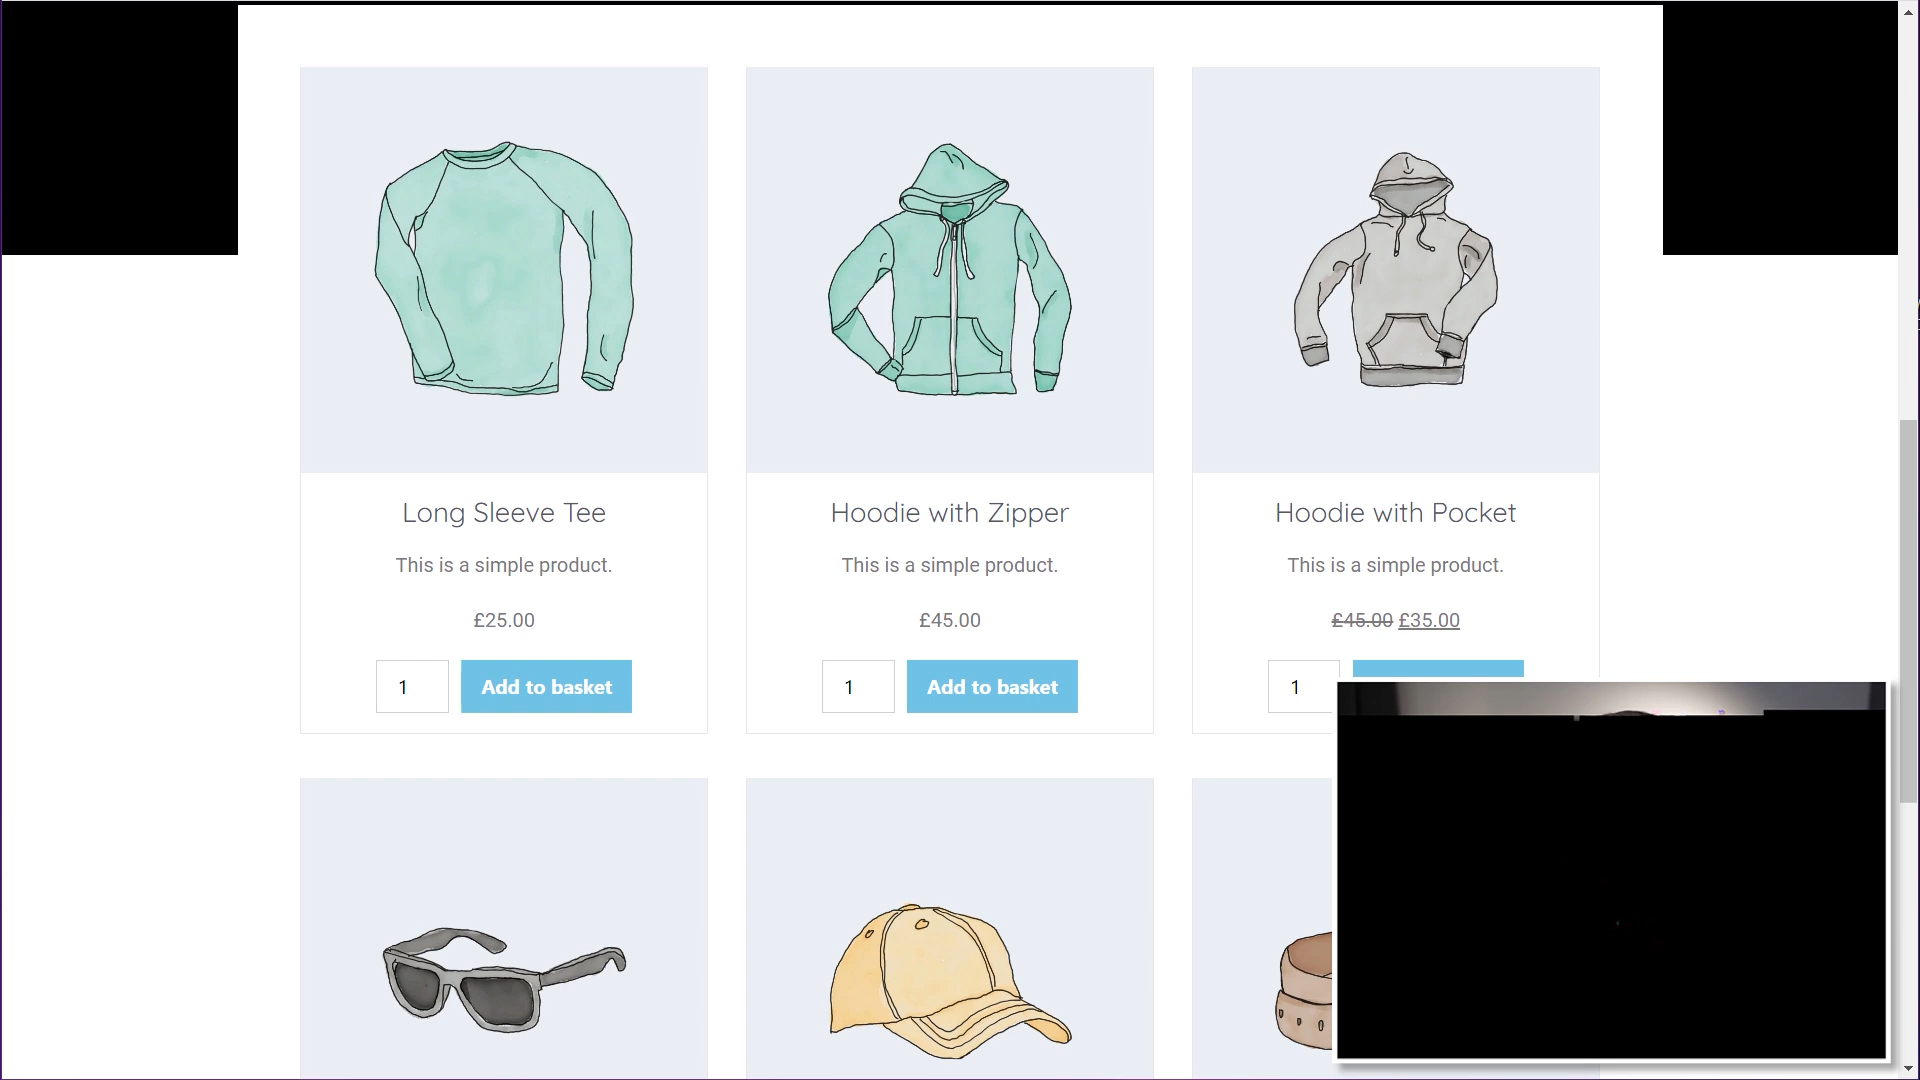 Long Sleeve Tee
This is a simple product.
£25.00
1
Add to basket
Hoodie with Zipper
This is a simple product.
£45.00
1
Add to basket
Hoodie with Pocket
This is a simple product.
£45.00 £35.00
1